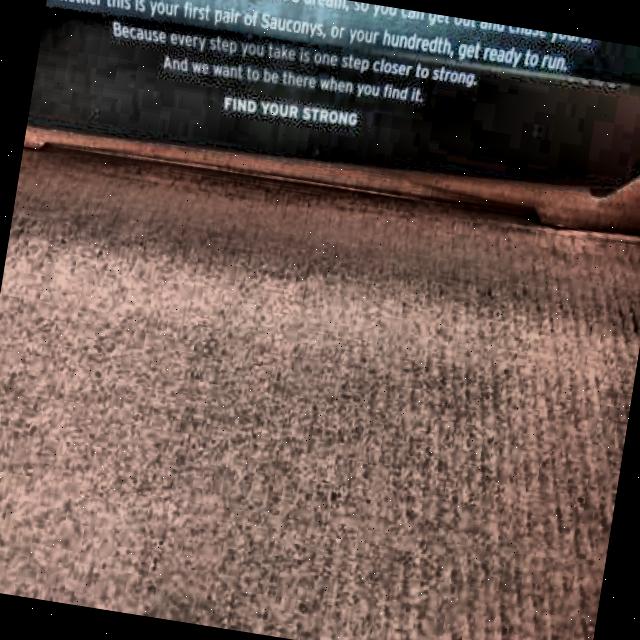 this is your first pair of Sauconys, or your hundredth, get ready to run.
Because every step you take is one step closer to strong
And we want to be there when you find it.
FIND YOUR STRONG